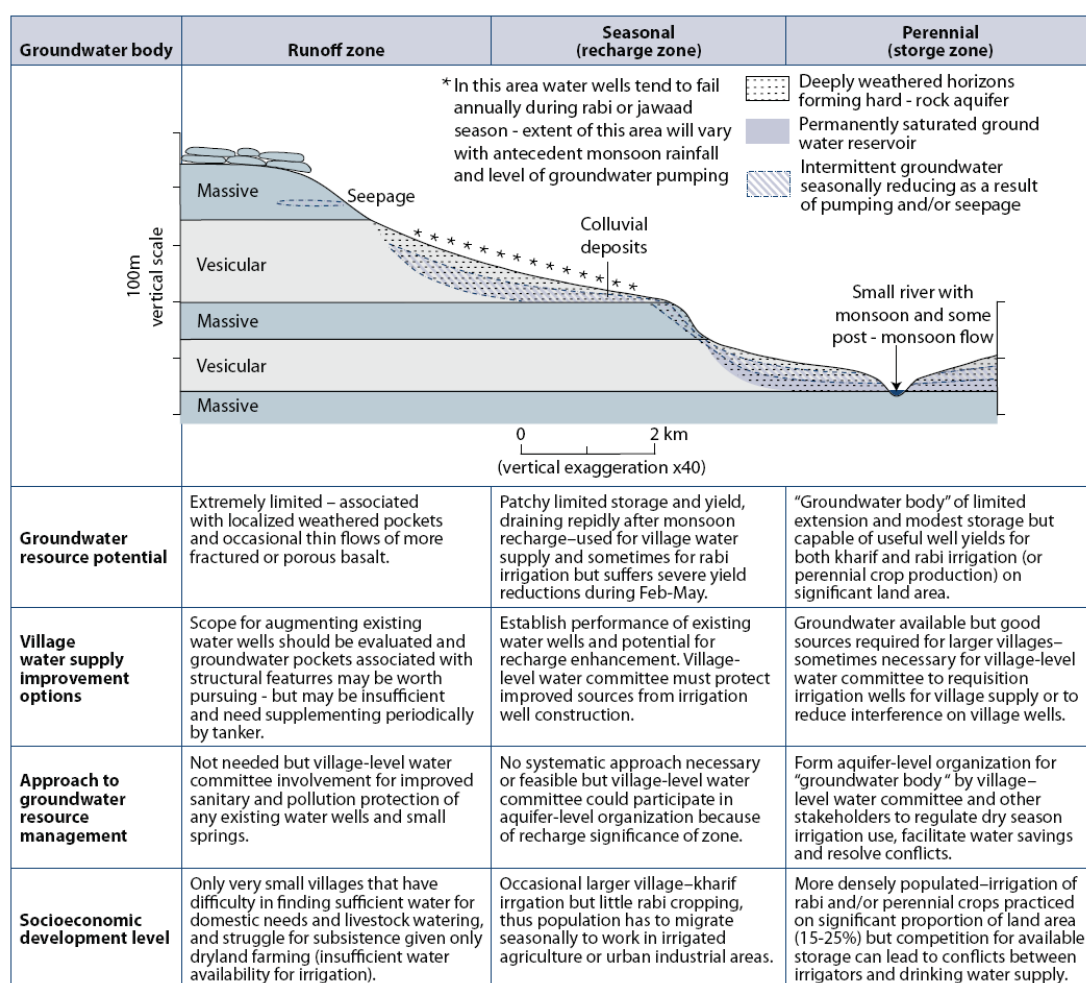 Groundwater body
Runoff zone
Seasonal
(recharge zone)
Perennial
(storge zone)
* In this area water wells tend to fail
annually during rabi or jawaad
season - extent of this area will vary
with antecedent monsoon rainfall
and level of groundwater pumping
Deeply weathered horizons
forming hard - rock aquifer
Permanently saturated ground
water reservoir
Intermittent groundwater
seasonally reducing as a result
of pumping and/or seepage
100m
vertical scale
Massive
Seepage
Vesicular
Colluvial
deposits
Massive
Small river with
monsoon and some
post - monsoon flow
Vesicular
Massive
0 2 km
(vertical exaggeration x40)
Groundwater
resource potential
Extremely limited – associated
with localized weathered pockets
and occasional thin flows of more
fractured or porous basalt.
Patchy limited storage and yield,
draining repidly after monsoon
recharge–used for village water
supply and sometimes for rabi
irrigation but suffers severe yield
reductions during Feb-May.
"Groundwater body" of limited
extension and modest storage but
capable of useful well yields for
both kharif and rabi irrigation (or
perennial crop production) on
significant land area.
Village
water supply
improvement
options
Scope for augmenting existing
water wells should be evaluated and
groundwater pockets associated with
structural featurres may be worth
pursuing - but may be insufficient
and need supplementing periodically
by tanker.
Establish performance of existing
water wells and potential for
recharge enhancement. Village-
level water committee must protect
improved sources from irrigation
well construction.
Groundwater available but good
sources required for larger villages–
sometimes necessary for village-level
water committee to requisition
irrigation wells for village supply or to
reduce interference on village wells.
Approach to
groundwater
resource
management
Not needed but village-level water
committee involvement for improved
sanitary and pollution protection of
any existing water wells and small
springs.
No systematic approach necessary
or feasible but village-level water
committee could participate in
aquifer-level organization because
of recharge significance of zone.
Form aquifer-level organization for
"groundwater body" by village–
level water committee and other
stakeholders to regulate dry season
irrigation use, facilitate water savings
and resolve conflicts.
Socioeconomic
development level
Only very small villages that have
difficulty in finding sufficient water for
domestic needs and livestock watering,
and struggle for subsistence given only
dryland farming (insufficient water
availability for irrigation).
Occasional larger village–kharif
irrgation but little rabi cropping,
thus population has to migrate
seasonally to work in irrigated
agriculture or urban industrial areas.
More densely populated–irrigation of
rabi and/or perennial crops practced
on significant proportion of land area
(15-25%) but competition for available
storage can lead to conflicts between
irrigators and drinking water supply.